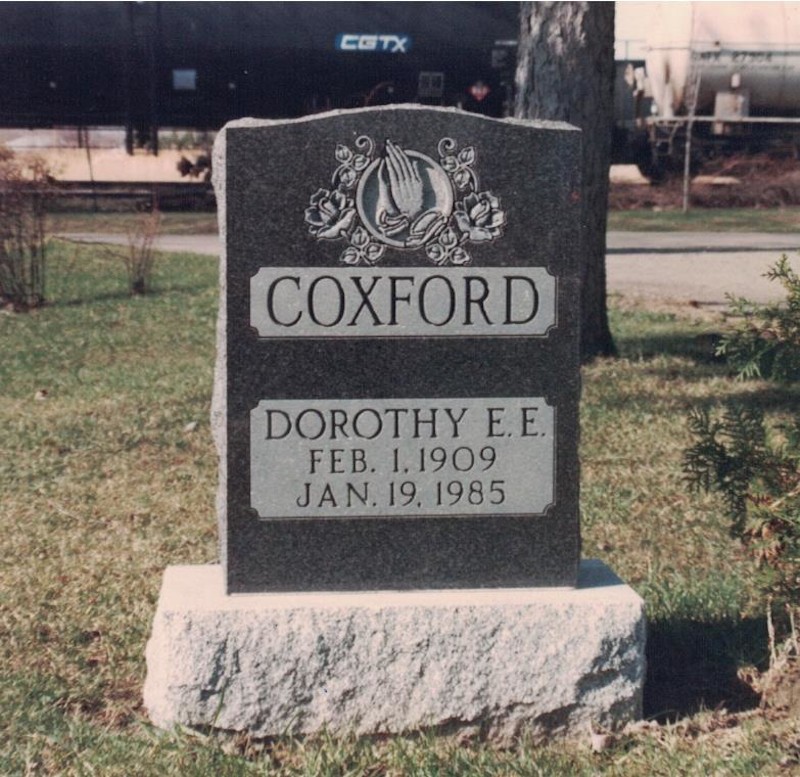 CGTX
COXFORD
DOROTHY E. E.
FEB. 1, 1909
JAN. 19, 1985